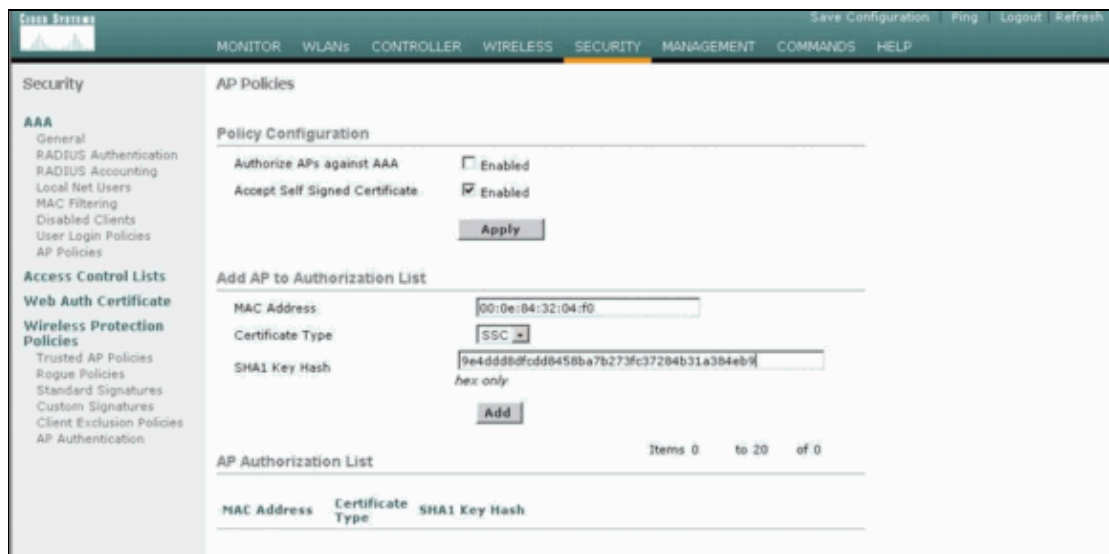 CISCO SYSTEMS
Save Configuration Ping Logout Refresh
MONITOR WLANs CONTROLLER WIRELESS SECURITY MANAGEMENT COMMANDS HELP
Security
AAA
General
RADIUS Authentication
RADIUS Accounting
Local Net Users
MAC Filtering
Disabled Clients
User Login Policies
AP Policies
Access Control Lists
Web Auth Certificate
Wireless Protection
Policies
Trusted AP Policies
Rogue Policies
Standard Signatures
Custom Signatures
Client Exclusion Policies
AP Authentication
AP Policies
Policy Configuration
Authorize APs against AAA Enabled
Accept Self Signed Certificate Enabled
Apply
Add AP to Authorization List
MAC Address 00:0e:84:32:04:f0
Certificate Type SSC
SHA1 Key Hash 9e4ddd8dfcdd8458ba7b273fc37284b31a384eb9
hex only
Add
Items 0 to 20 of 0
AP Authorization List
MAC Address Certificate Type SHA1 Key Hash